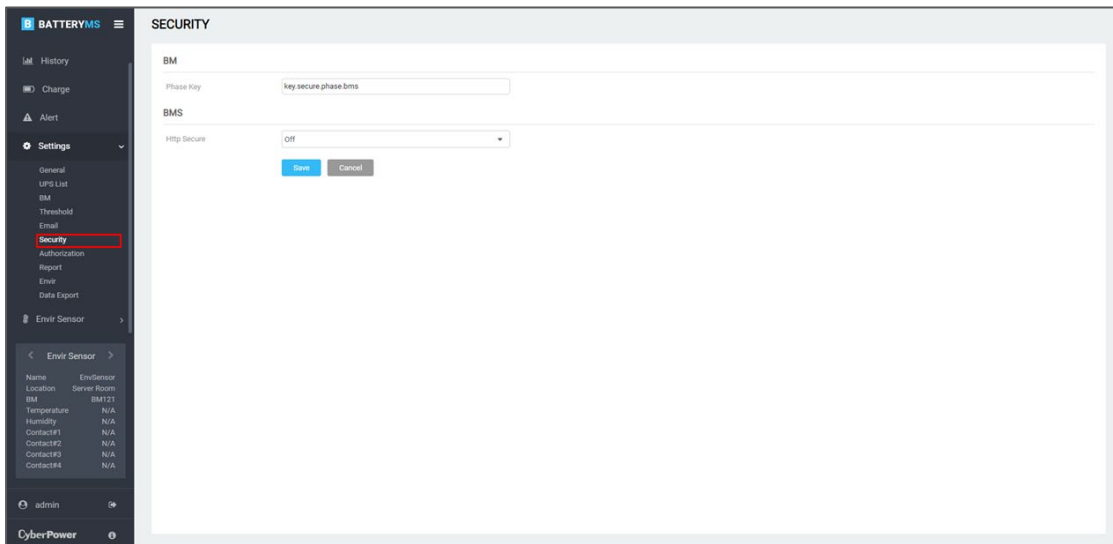 B BATTERYMS
History
Charge
Alert
Settings
General
UPS List
BM
Threshold
Email
Security
Authorization
Report
Envir
Data Export
Envir Sensor
Envir Sensor
Name EnvSensor
Location Server Room
BM BM121
Temperature N/A
Humidity N/A
Contact#1 N/A
Contact#2 N/A
Contact#3 N/A
Contact#4 N/A
admin
CyberPower
SECURITY
BM
Phase Key key.secure.phase.bms
BMS
Http Secure Off
Save Cancel